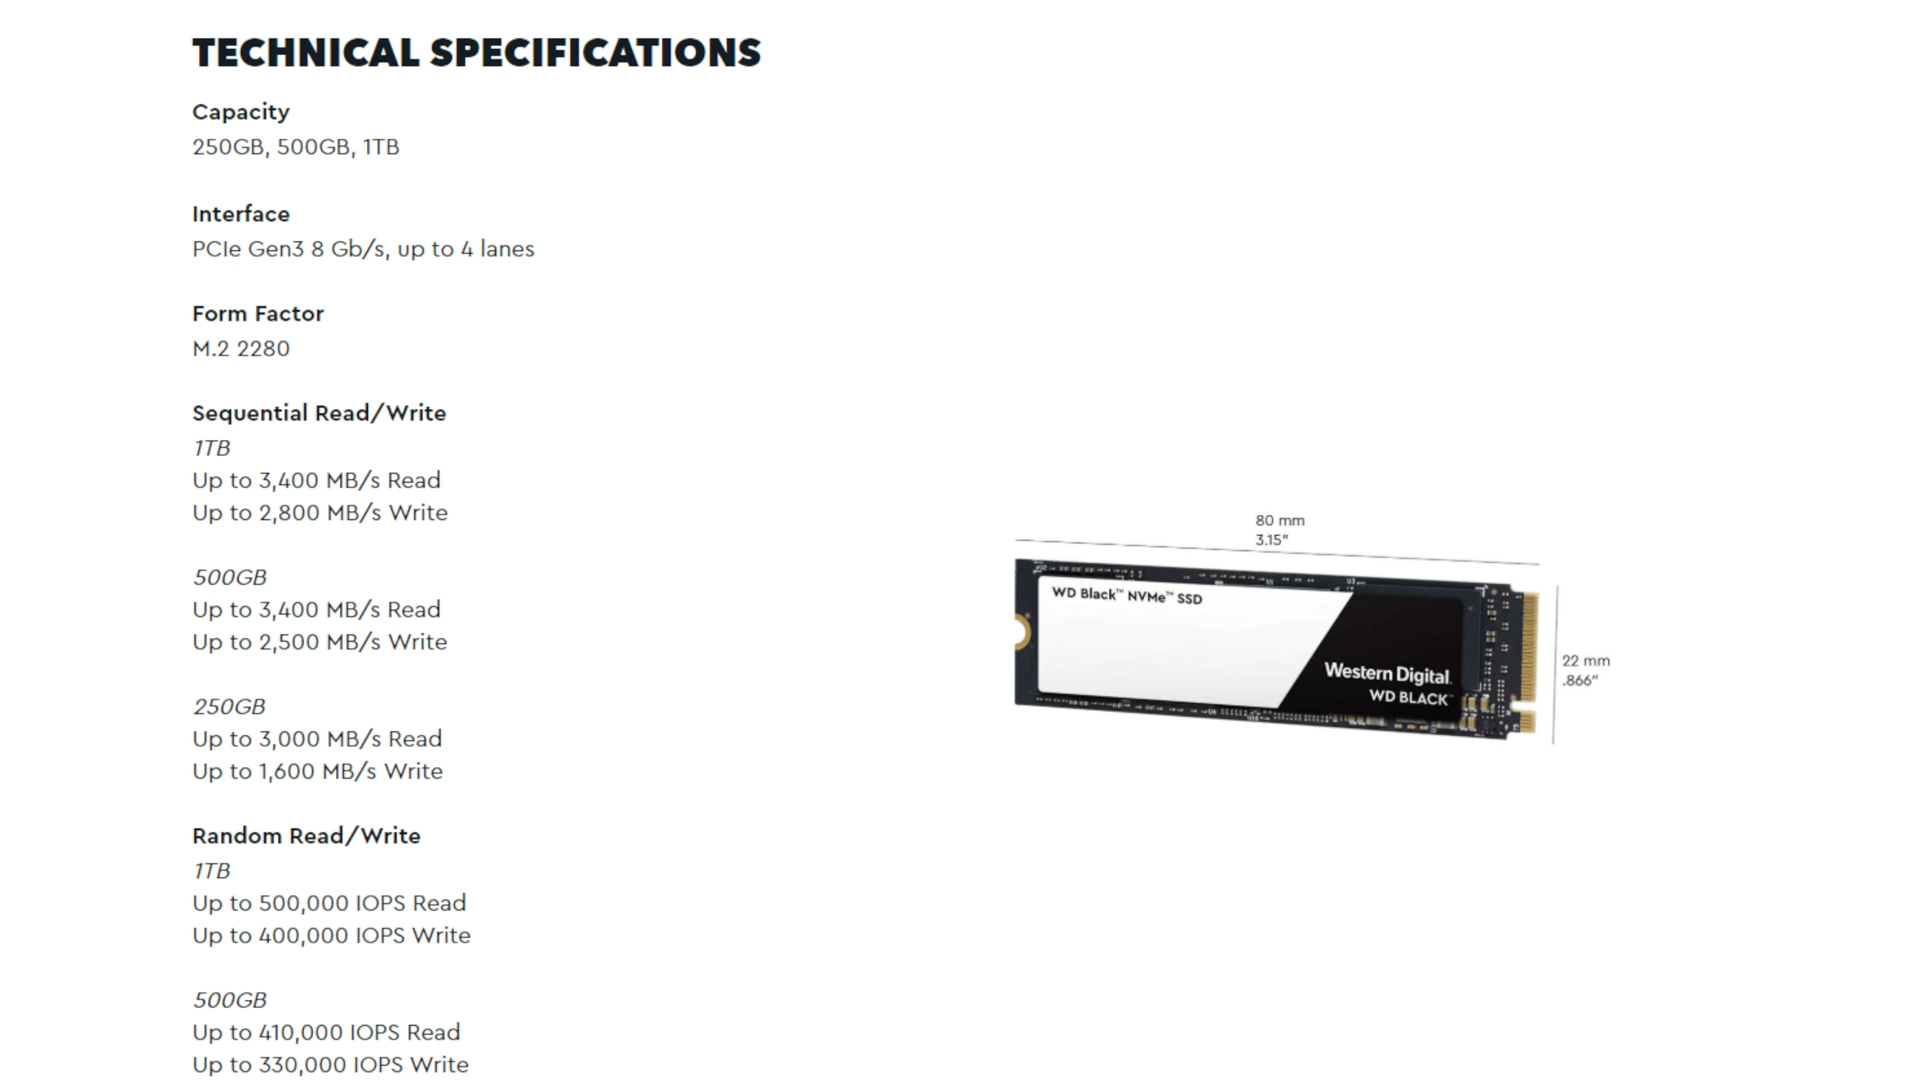 TECHNICAL SPECIFICATIONS
Capacity
250GB, 500GB, 1TB
Interface
PCIe Gen3 8 Gb/s, up to 4 lanes
Form Factor
M.2 2280
Sequential Read/Write
1TB
Up to 3,400 MB/s Read
Up to 2,800 MB/s Write
500GB
Up to 3,400 MB/s Read
Up to 2,500 MB/s Write
250GB
Up to 3,000 MB/s Read
Up to 1,600 MB/s Write
Random Read/Write
1TB
Up to 500,000 IOPS Read
Up to 400,000 IOPS Write
500GB
Up to 410,000 IOPS Read
Up to 330,000 IOPS Write
80 mm
3.15"
WD Black™ NVMe™ SSD
Western Digital
WD BLACK
22 mm
.866"